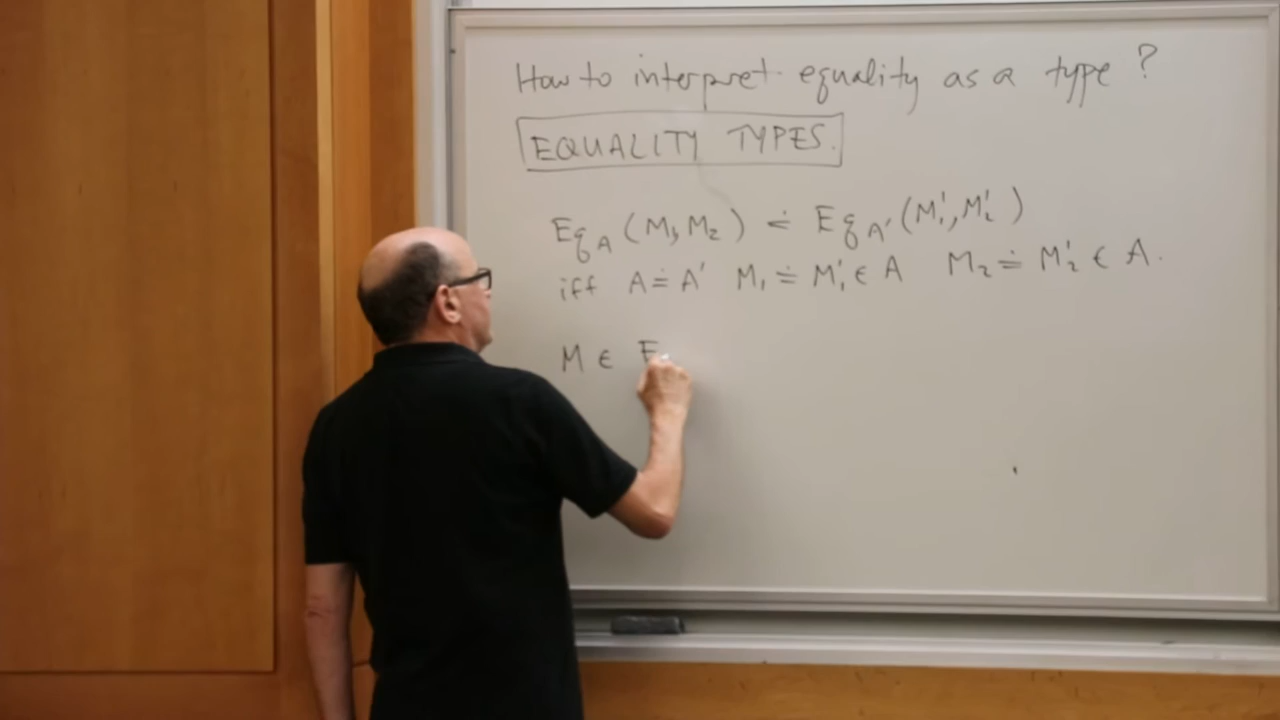 How to interpret equality as a type?
EQUALITY TYPES.
Eq_A (M₁, M₂) ≐ Eq_A' (M₁', M₂')
iff A ≐ A' M₁ ≐ M₁' ∈ A M₂ ≐ M₂' ∈ A.
M ∈ E